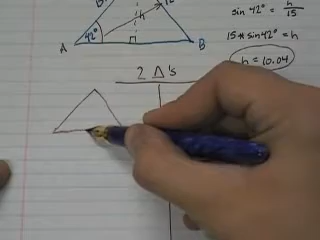 sin 42° = h/15
h
A 42° B
15 * sin 42° = h
h = 10.04
2 Δ's